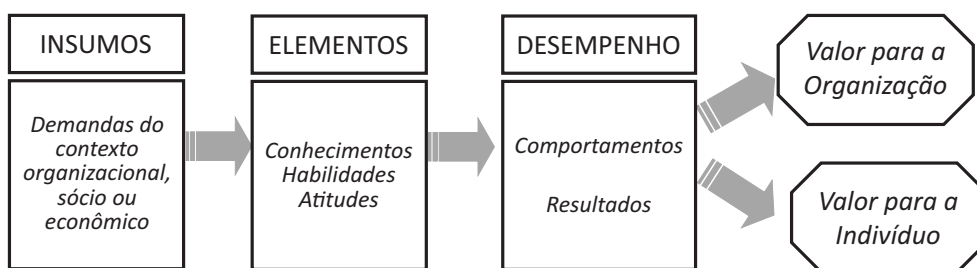 INSUMOS
Demandas do
contexto
organizacional,
sócio ou
econômico
ELEMENTOS
Conhecimentos
Habilidades
Atitudes
DESEMPENHO
Comportamentos
Resultados
Valor para a
Organização
Valor para a
Indivíduo